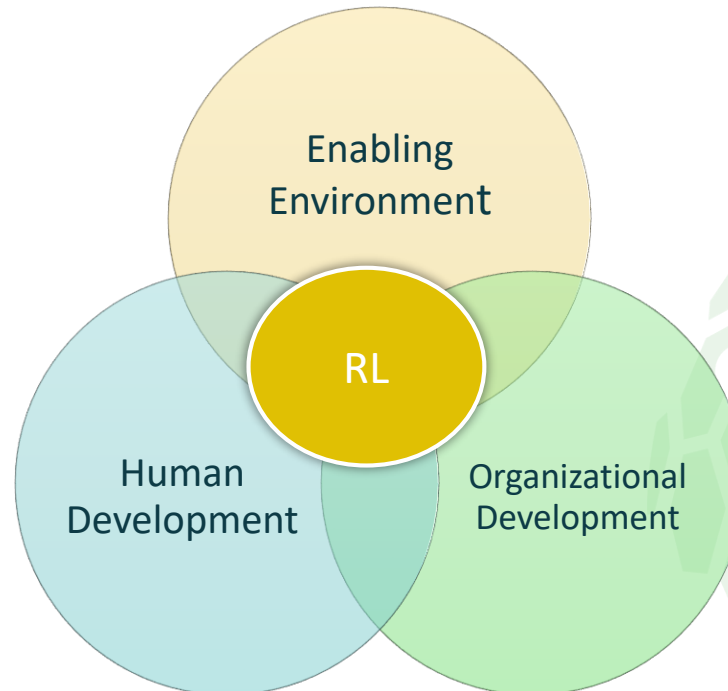 Enabling
Environment
RL
Human
Development
Organizational
Development